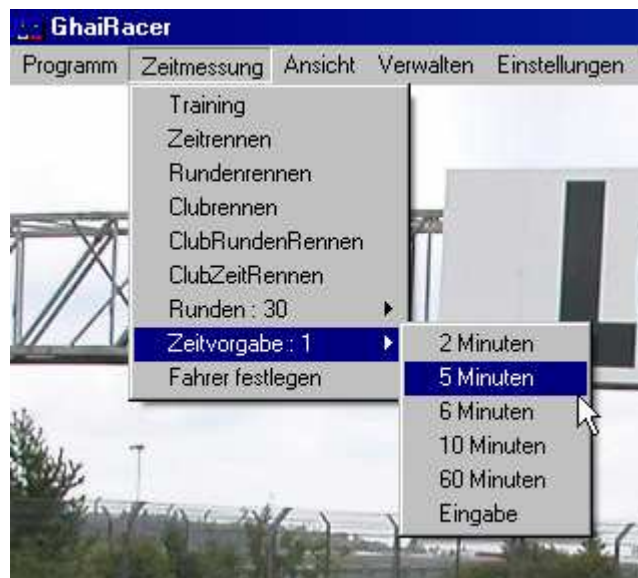 GhaiRacer
Programm Zeitmessung Ansicht Verwalten Einstellungen
Training
Zeitrennen
Rundenrennen
Clubrennen
ClubRundenRennen
ClubZeitRennen
Runden : 30
Zeitvorgabe : 1
Fahrer festlegen
2 Minuten
5 Minuten
6 Minuten
10 Minuten
60 Minuten
Eingabe